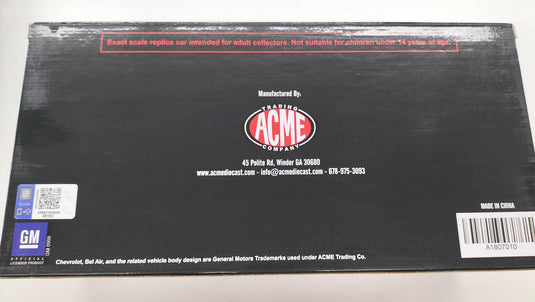 Exact scale replica car intended for adult collectors. Not suitable for children under 14 years of age.
Manufactured By:
TRADING
ACME
COMPANY
45 Polite Rd, Winder GA 30680
www.acmediecast.com - info@acmediecast.com - 678-975-3093
MADE IN CHINA
A1807010
GM
OFFICIAL
LICENSED PRODUCT
Chevrolet, Bel Air, and the related vehicle body design are General Motors Trademarks used under ACME Trading Co.